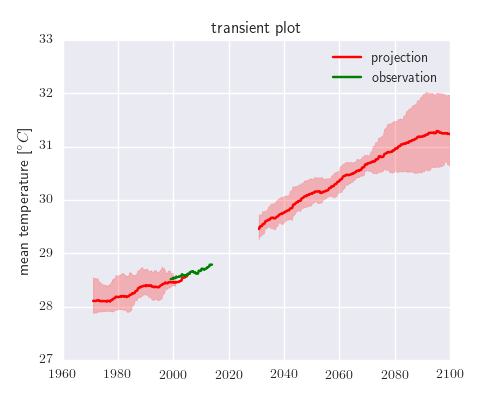 transient plot
33
32
31
30
29
28
27
mean temperature [°C]
projection
observation
1960 1980 2000 2020 2040 2060 2080 2100